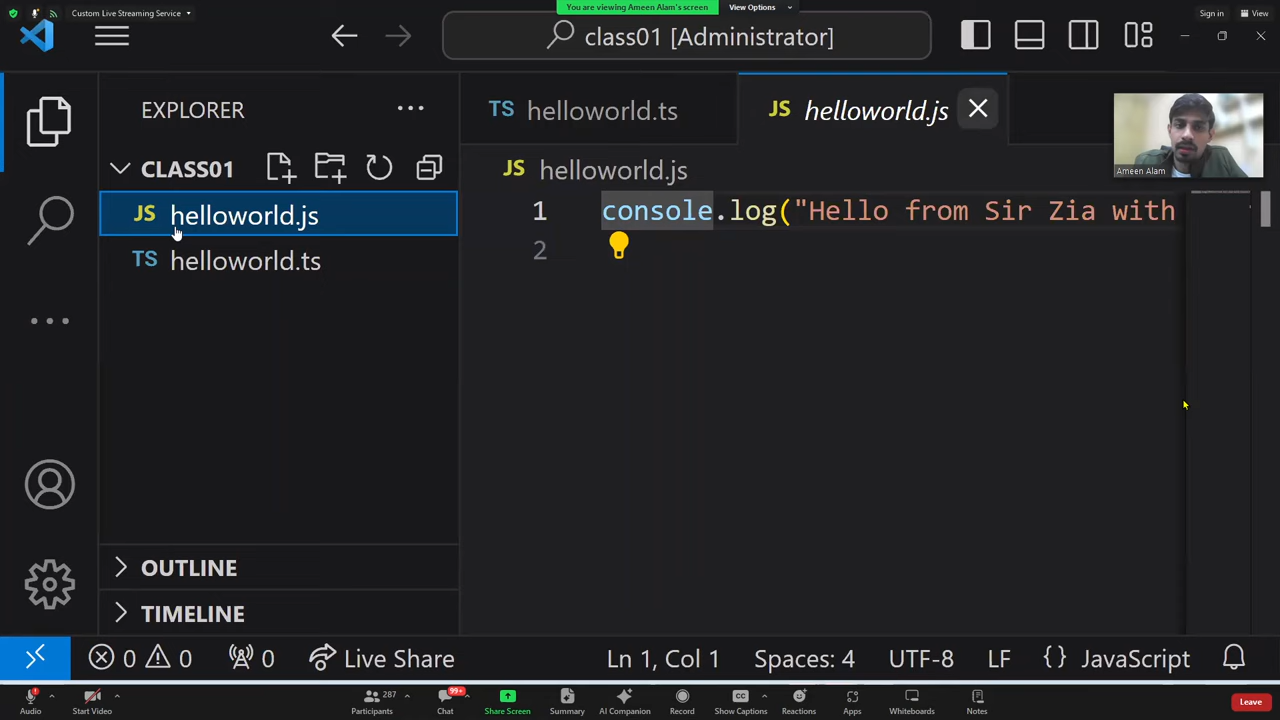 Custom Live Streaming Service
You are viewing Ameen Alam's screen
View Options
Sign in
View
class01 [Administrator]
EXPLORER
TS helloworld.ts
JS helloworld.js
Ameen Alam
CLASS01
JS helloworld.js
JS helloworld.js
TS helloworld.ts
1 console.log("Hello from Sir Zia with
2
OUTLINE
TIMELINE
0 0 0 Live Share Ln 1, Col 1 Spaces: 4 UTF-8 LF {} JavaScript
Audio
Start Video
287
Participants
99+
Chat
Share Screen
Summary
AI Companion
Record
CC
Show Captions
Reactions
Apps
Whiteboards
Notes
Leave